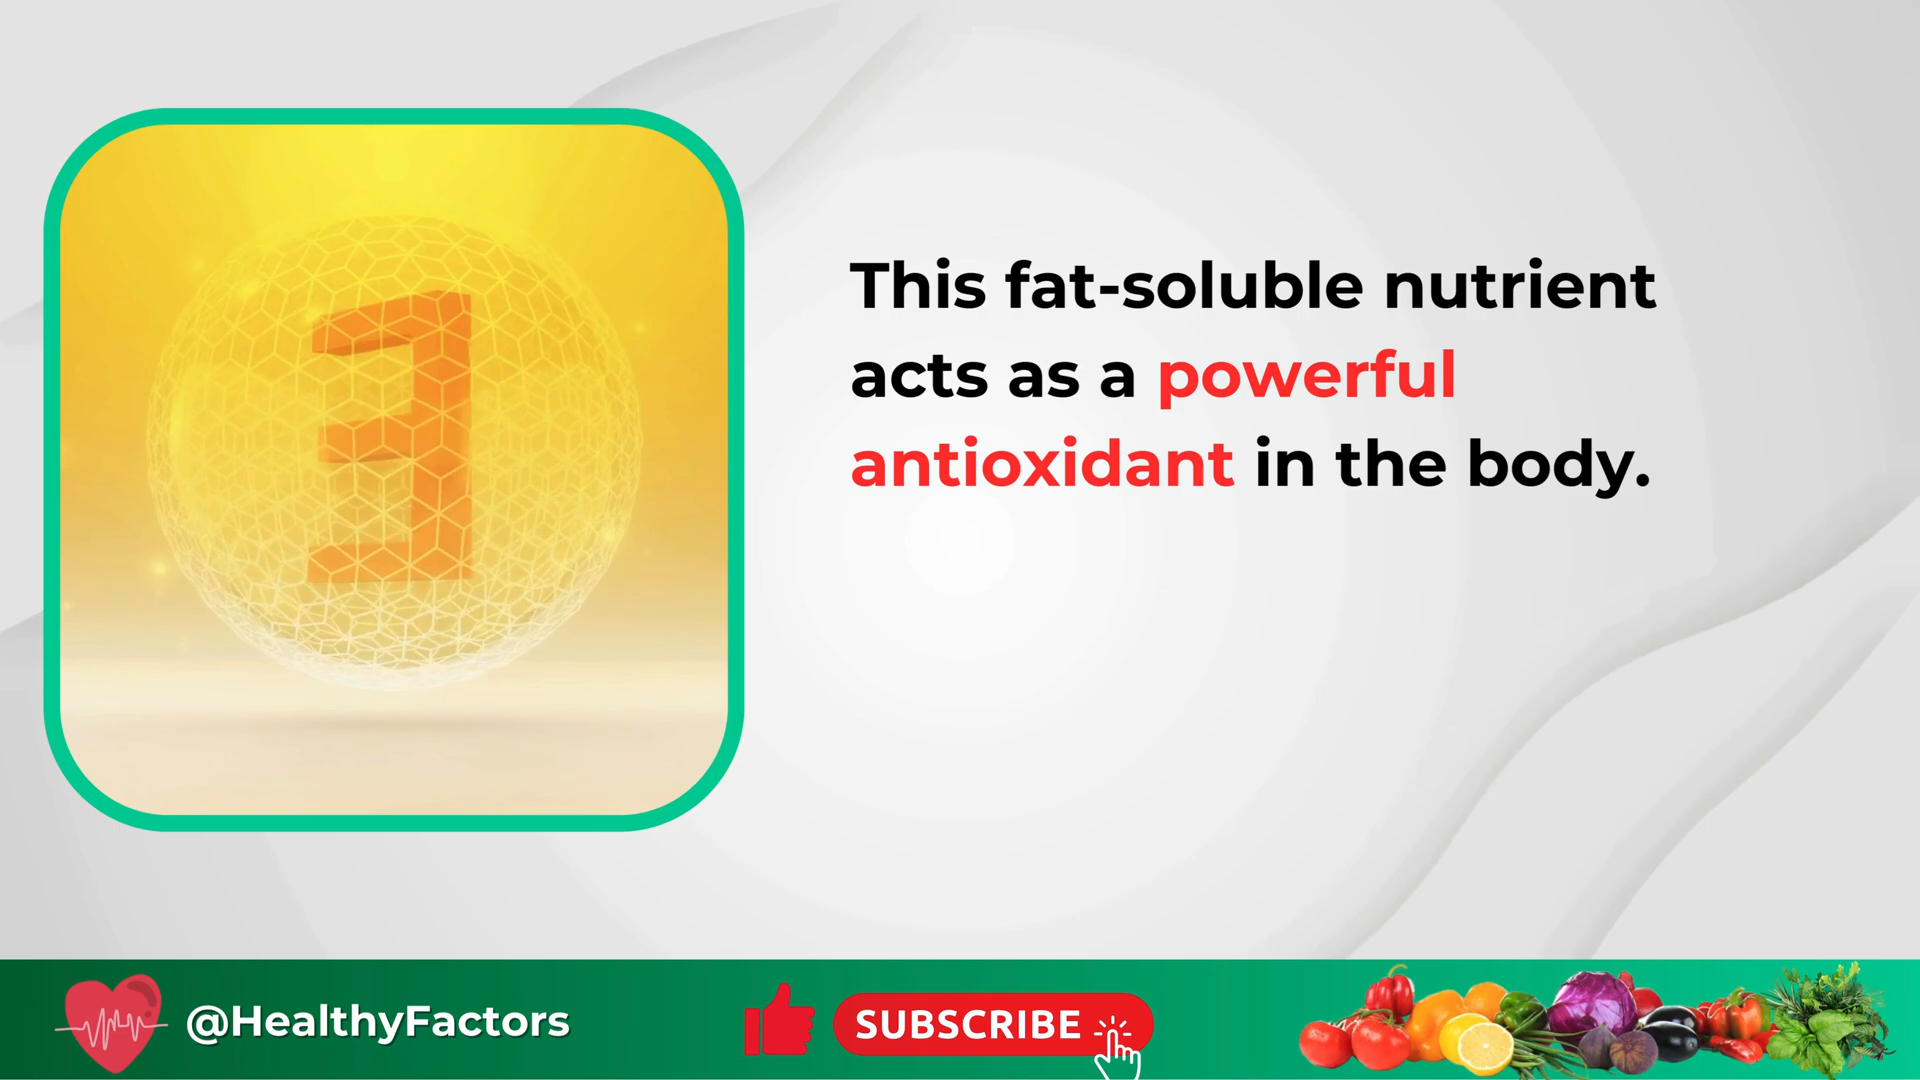 E
This fat-soluble nutrient
acts as a powerful
antioxidant in the body.
@HealthyFactors
SUBSCRIBE